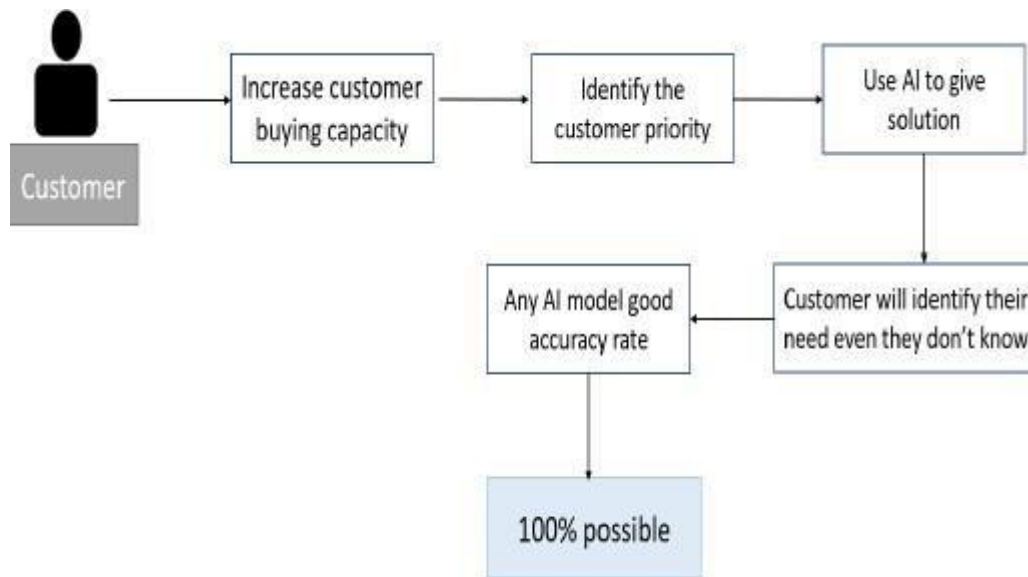 Customer
Increase customer
buying capacity
Identify the
customer priority
Use AI to give
solution
Customer will identify their
need even they don't know
Any AI model good
accuracy rate
100% possible